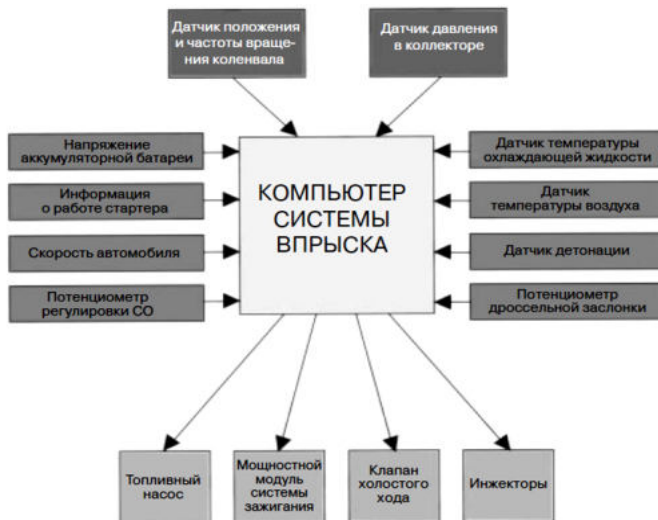 Датчик положения
и частоты враще-
ния коленвала
Датчик давления
в коллекторе
Напряжение
аккумуляторной батареи
Информация
о работе стартера
Скорость автомобиля
Потенциометр
регулировки СО
КОМПЬЮТЕР
СИСТЕМЫ
ВПРЫСКА
Датчик температуры
охлаждающей жидкости
Датчик
температуры воздуха
Датчик детонации
Потенциометр
дроссельной заслонки
Топливный
насос
Мощностной
модуль
системы
зажигания
Клапан
холостого
хода
Инжекторы